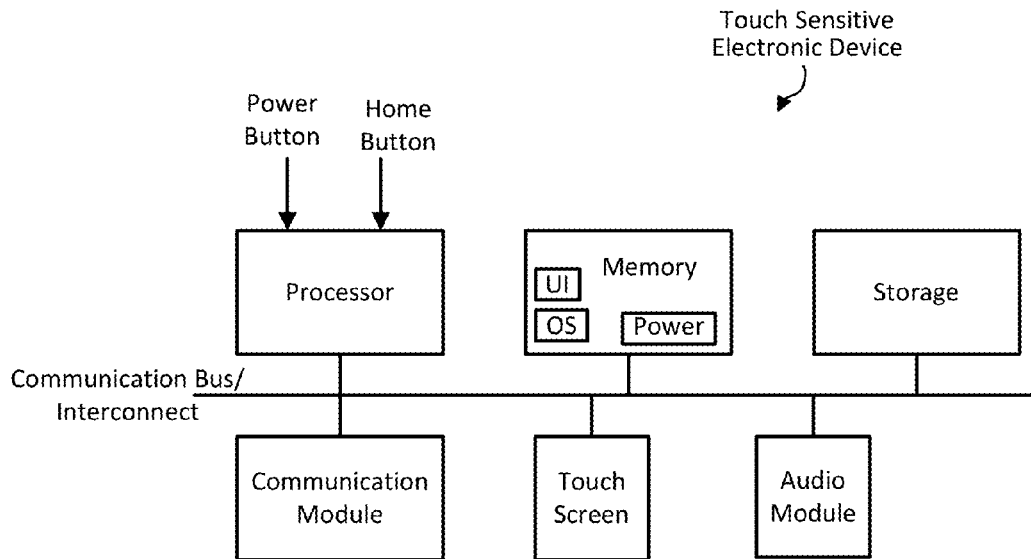 Touch Sensitive
Electronic Device
Power
Button
Home
Button
Processor
Memory
UI
OS
Power
Storage
Communication Bus/
Interconnect
Communication
Module
Touch
Screen
Audio
Module